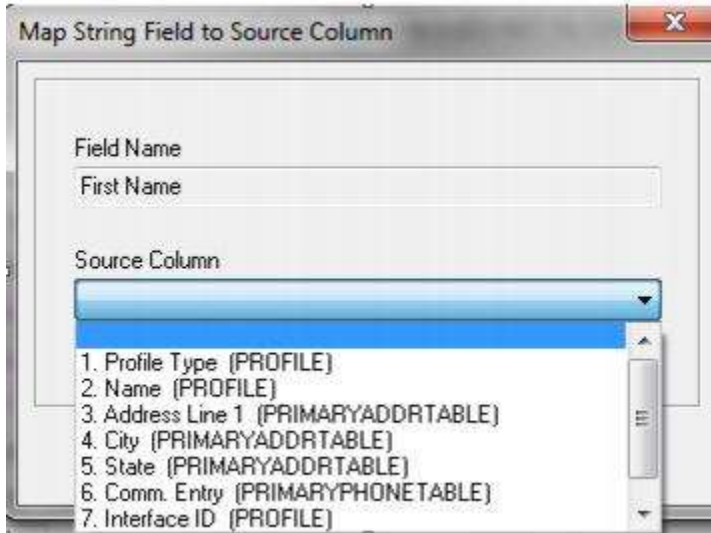 Map String Field to Source Column
Field Name
First Name
Source Column
1. Profile Type (PROFILE)
2. Name (PROFILE)
3. Address Line 1 (PRIMARYADDRTABLE)
4. City (PRIMARYADDRTABLE)
5. State (PRIMARYADDRTABLE)
6. Comm. Entry (PRIMARYPHONETABLE)
7. Interface ID (PROFILE)